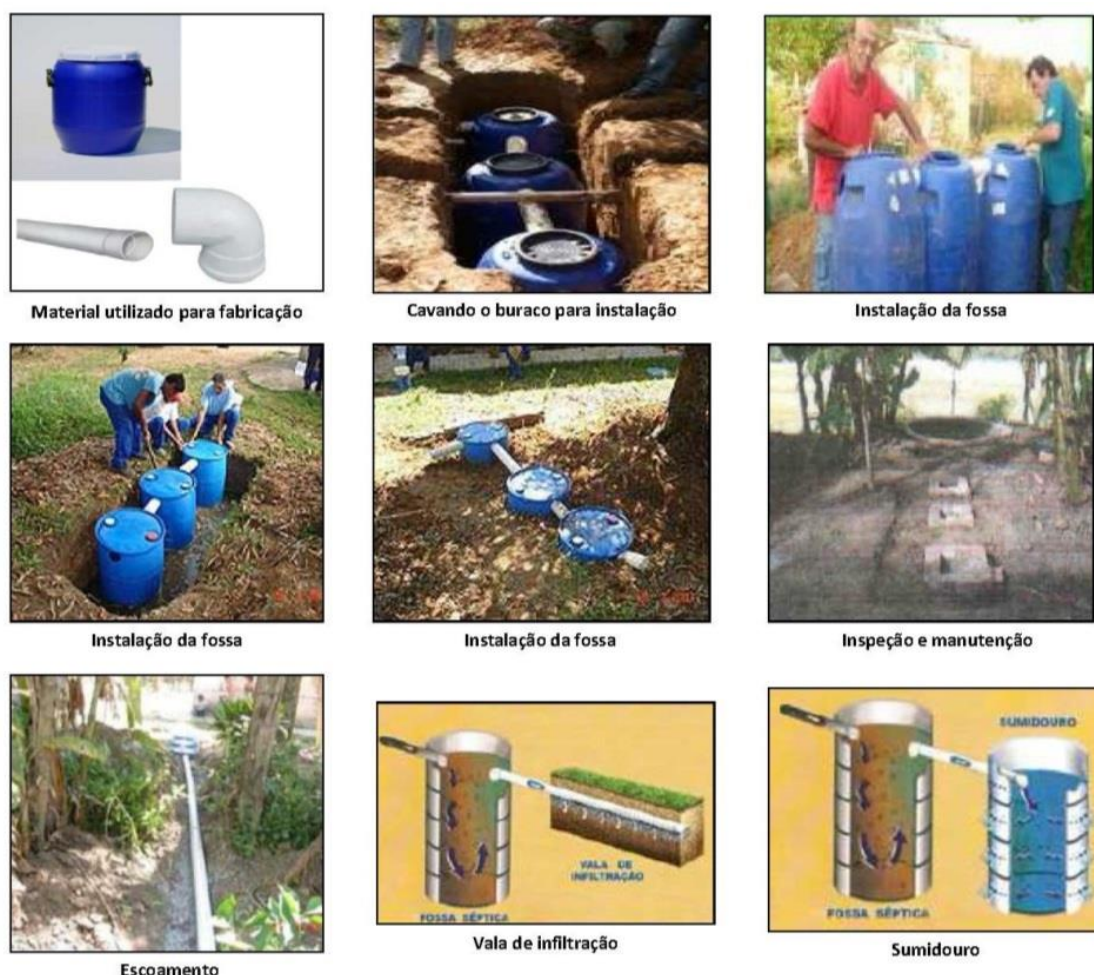 Material utilizado para fabricação
Cavando o buraco para instalação
Instalação da fossa
Instalação da fossa
Instalação da fossa
Inspeção e manutenção
VALA DE
INFILTRAÇÃO
FOSSA SÉPTICA
SUMIDOURO
FOSSA SÉPTICA
Escoamento
Vala de infiltração
Sumidouro